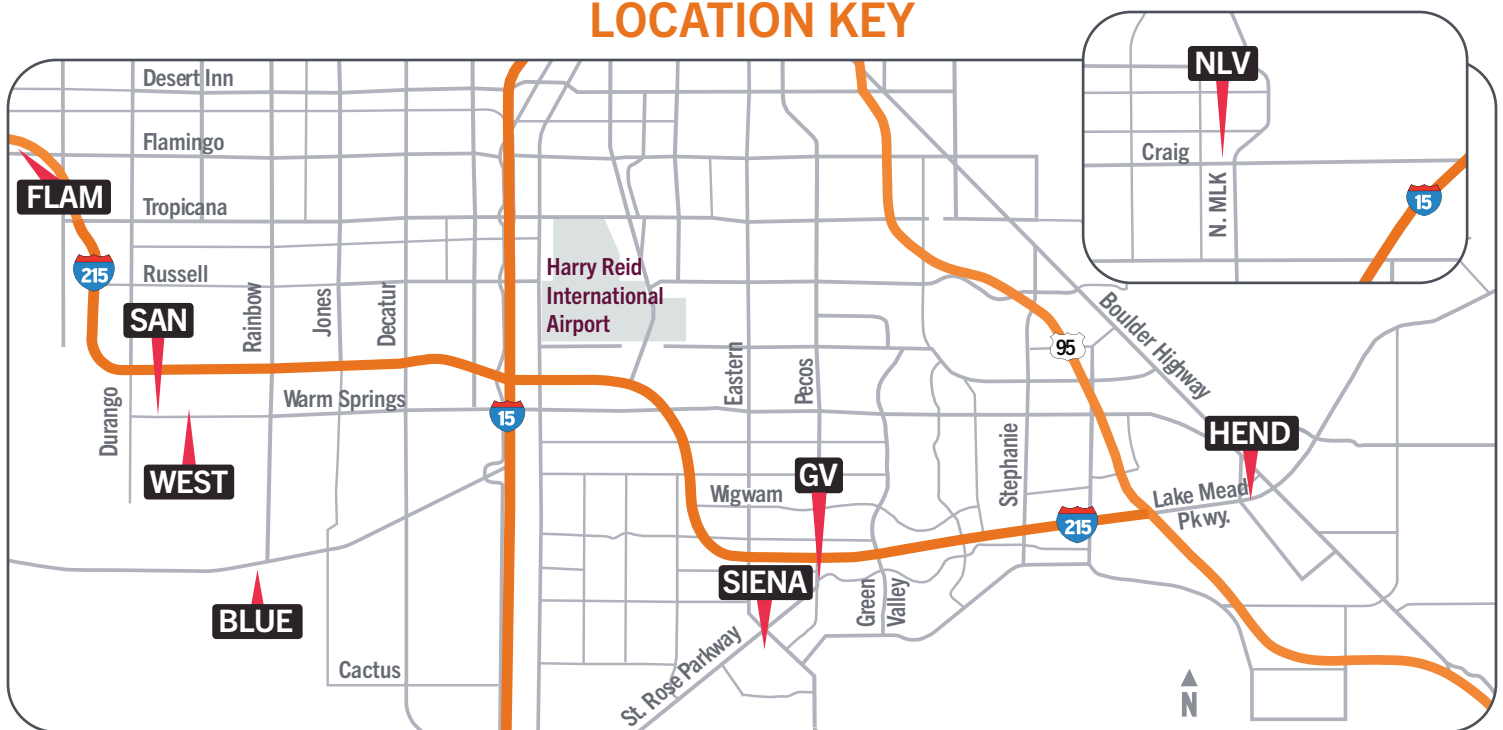 LOCATION KEY
NLV
Craig
N. MLK
15
Desert Inn
Flamingo
FLAM
Tropicana
215
Russell
Harry Reid
International
Airport
SAN
Rainbow
Jones
Decatur
95
Boulder Highway
Durango
Warm Springs
15
Eastern
Pecos
WEST
Stephanie
HEND
GV
Wigwam
Lake Mead
Pkwy.
215
SIENA
BLUE
Green
Valley
St. Rose Parkway
Cactus
N